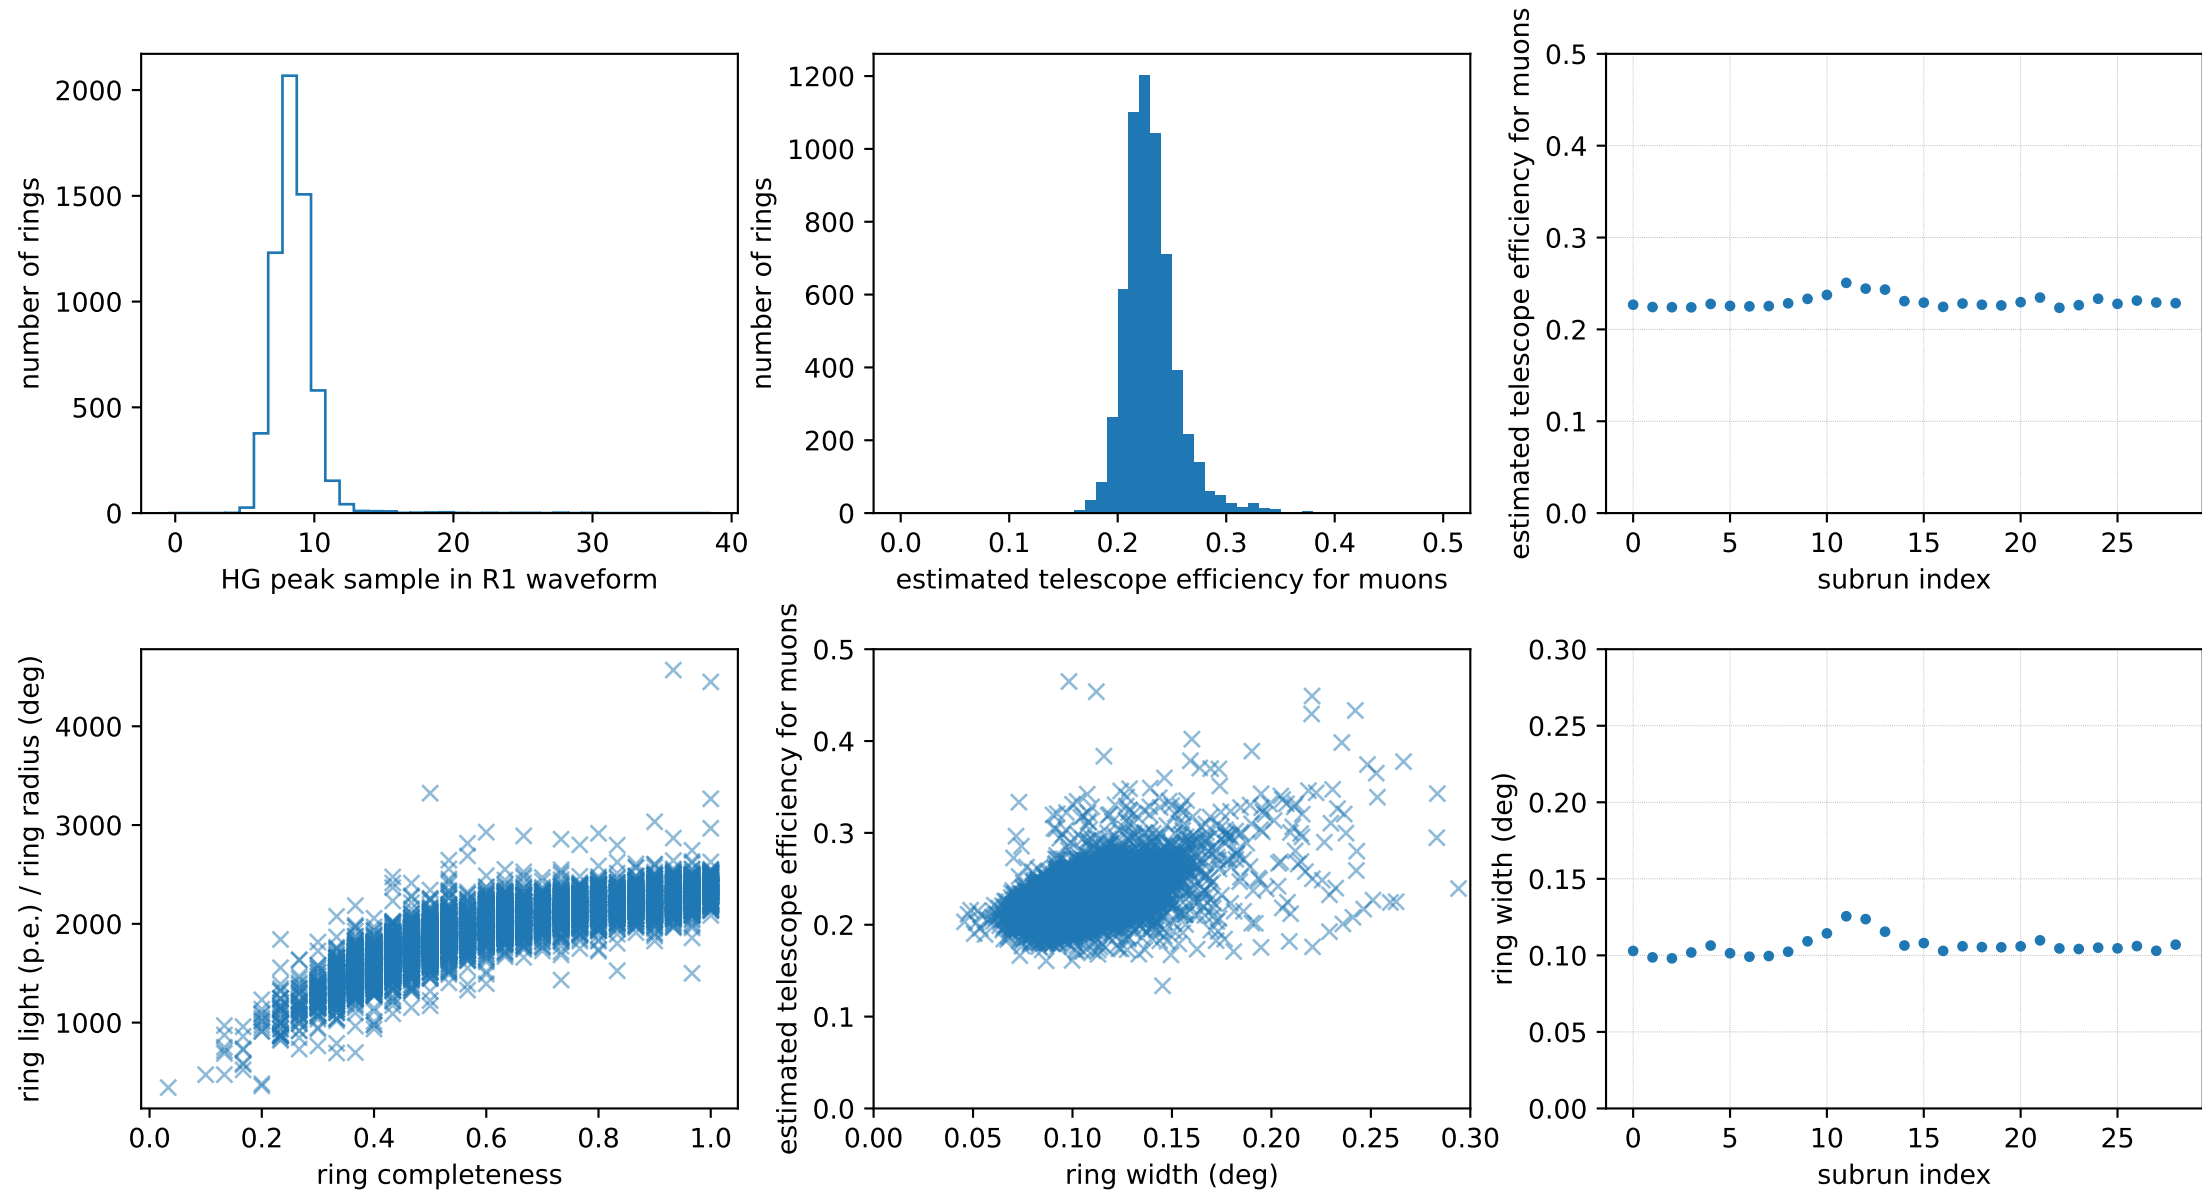 2000
1500
1000
500
0
number of rings
0 10 20 30 40
HG peak sample in R1 waveform
1200
1000
800
600
400
200
0
number of rings
0.0 0.1 0.2 0.3 0.4 0.5
estimated telescope efficiency for muons
0.5
0.4
0.3
0.2
0.1
0.0
estimated telescope efficiency for muons
0 5 10 15 20 25
subrun index
4000
3000
2000
1000
ring light (p.e.) / ring radius (deg)
0.0 0.2 0.4 0.6 0.8 1.0
ring completeness
0.5
0.4
0.3
0.2
0.1
0.0
estimated telescope efficiency for muons
0.00 0.05 0.10 0.15 0.20 0.25 0.30
ring width (deg)
0.30
0.25
0.20
0.15
0.10
0.05
0.00
ring width (deg)
0 5 10 15 20 25
subrun index